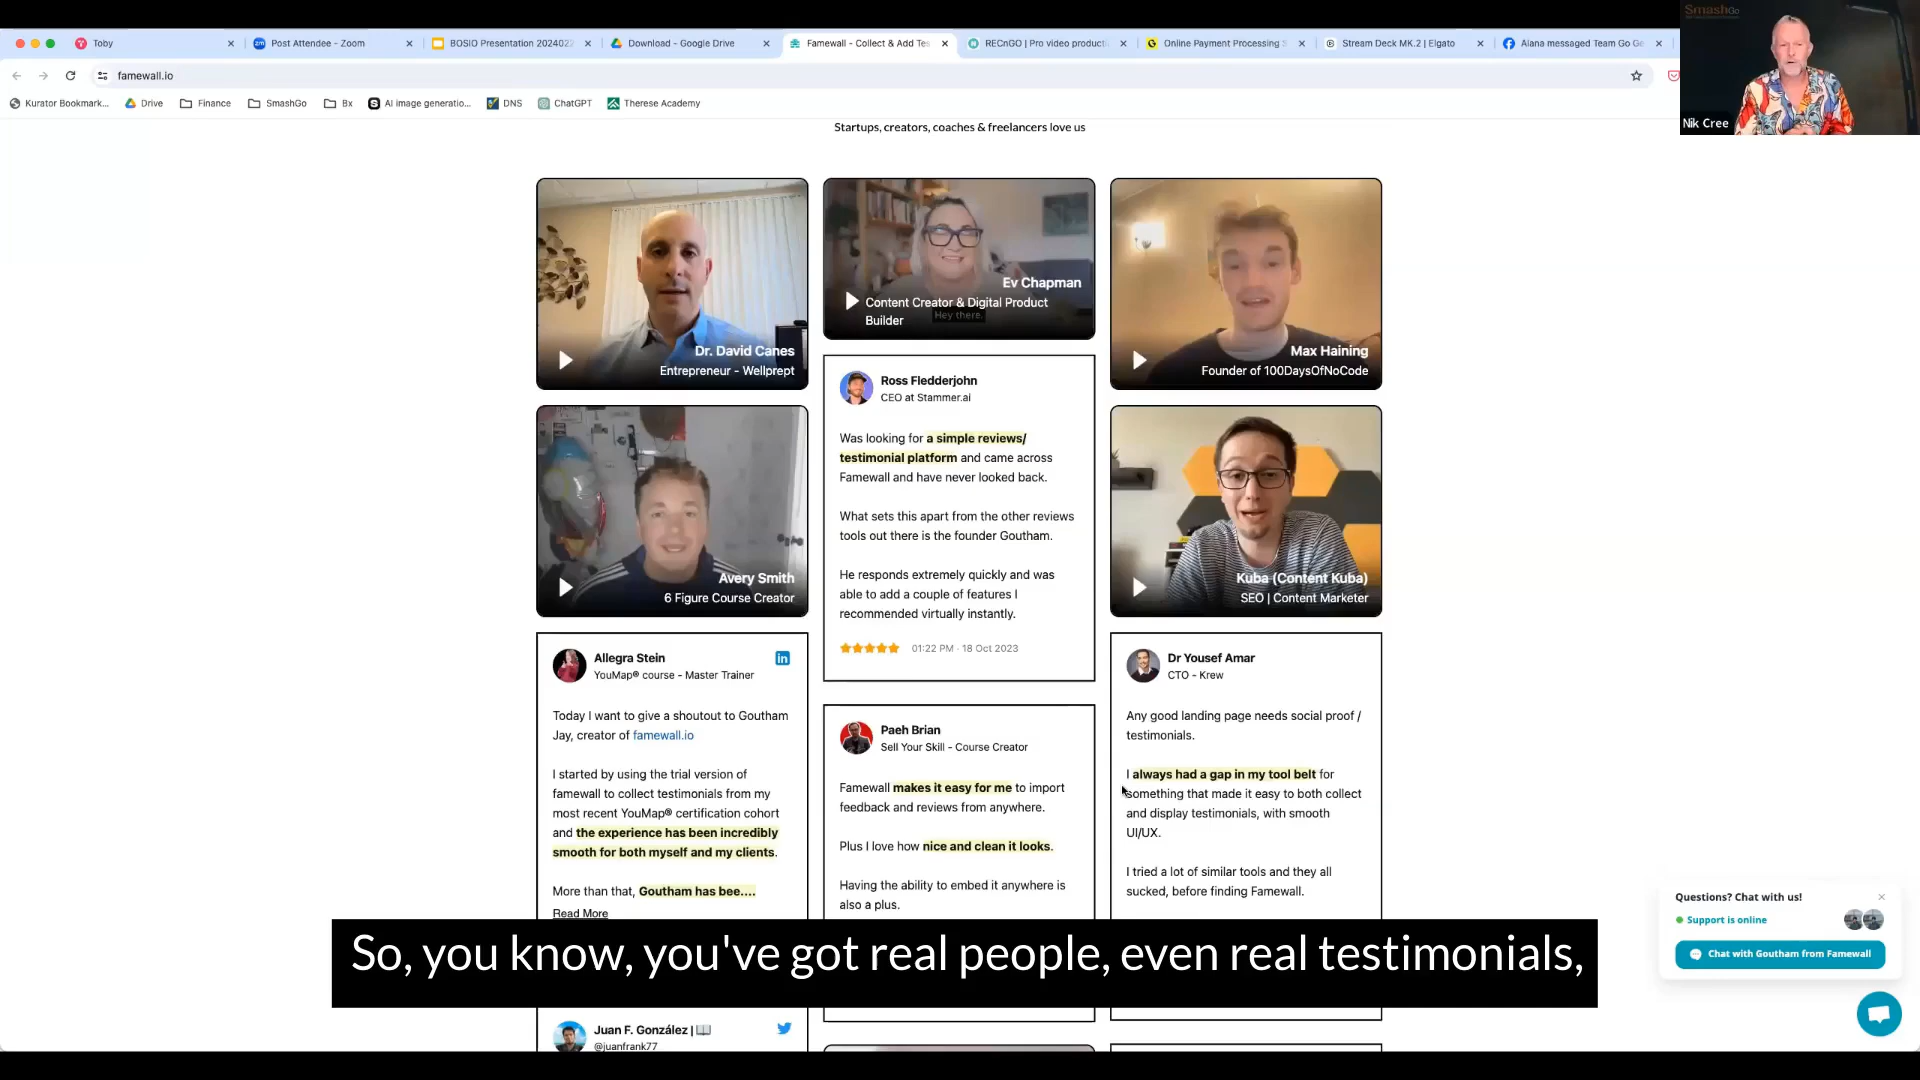 SmashGo
Toby
Post Attendee - Zoom
BOSIO Presentation 2024022
Download - Google Drive
Famewall - Collect & Add Tes
RECnGO | Pro video producti
Online Payment Processing S
Stream Deck MK.2 | Elgato
Aiana messaged Team Go Ge
famewall.io
Kurator Bookmark...
Drive
Finance
SmashGo
Bx
AI image generatio...
DNS
ChatGPT
Therese Academy
Nik Cree
Startups, creators, coaches & freelancers love us
Dr. David Canes
Entrepreneur - Wellprept
Ev Chapman
Content Creator & Digital Product
Builder
Hey there.
Max Haining
Founder of 100DaysOfNoCode
Avery Smith
6 Figure Course Creator
Ross Fledderjohn
CEO at Stammer.ai
Was looking for a simple reviews/
testimonial platform and came across
Famewall and have never looked back.
What sets this apart from the other reviews
tools out there is the founder Goutham.
He responds extremely quickly and was
able to add a couple of features I
recommended virtually instantly.
01:22 PM · 18 Oct 2023
Kuba (Content Kuba)
SEO | Content Marketer
Allegra Stein
YouMap® course - Master Trainer
Today I want to give a shoutout to Goutham
Jay, creator of famewall.io
I started by using the trial version of
famewall to collect testimonials from my
most recent YouMap® certification cohort
and the experience has been incredibly
smooth for both myself and my clients.
More than that, Goutham has bee....
Read More
Paeh Brian
Sell Your Skill - Course Creator
Famewall makes it easy for me to import
feedback and reviews from anywhere.
Plus I love how nice and clean it looks.
Having the ability to embed it anywhere is
also a plus.
Dr Yousef Amar
CTO - Krew
Any good landing page needs social proof /
testimonials.
I always had a gap in my tool belt for
something that made it easy to both collect
and display testimonials, with smooth
UI/UX.
I tried a lot of similar tools and they all
sucked, before finding Famewall.
Questions? Chat with us!
Support is online
Chat with Goutham from Famewall
So, you know, you've got real people, even real testimonials,
Juan F. González |
@juanfrank77